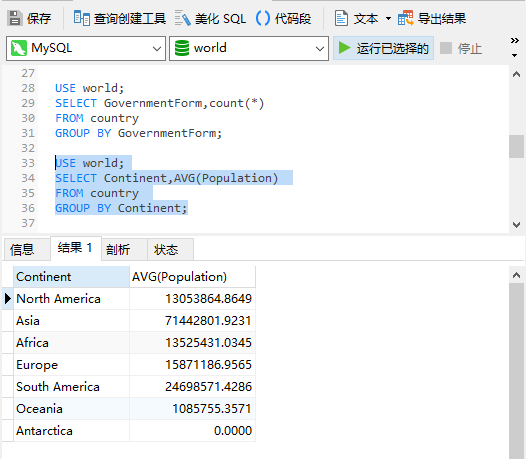 保存 查询创建工具 美化 SQL () 代码段 文本 导出结果
MySQL world 运行已选择的 停止
27
28 USE world;
29 SELECT GovernmentForm,count(*)
30 FROM country
31 GROUP BY GovernmentForm;
32
33 USE world;
34 SELECT Continent,AVG(Population)
35 FROM country
36 GROUP BY Continent;
37
信息 结果 1 剖析 状态
Continent AVG(Population)
North America 13053864.8649
Asia 71442801.9231
Africa 13525431.0345
Europe 15871186.9565
South America 24698571.4286
Oceania 1085755.3571
Antarctica 0.0000